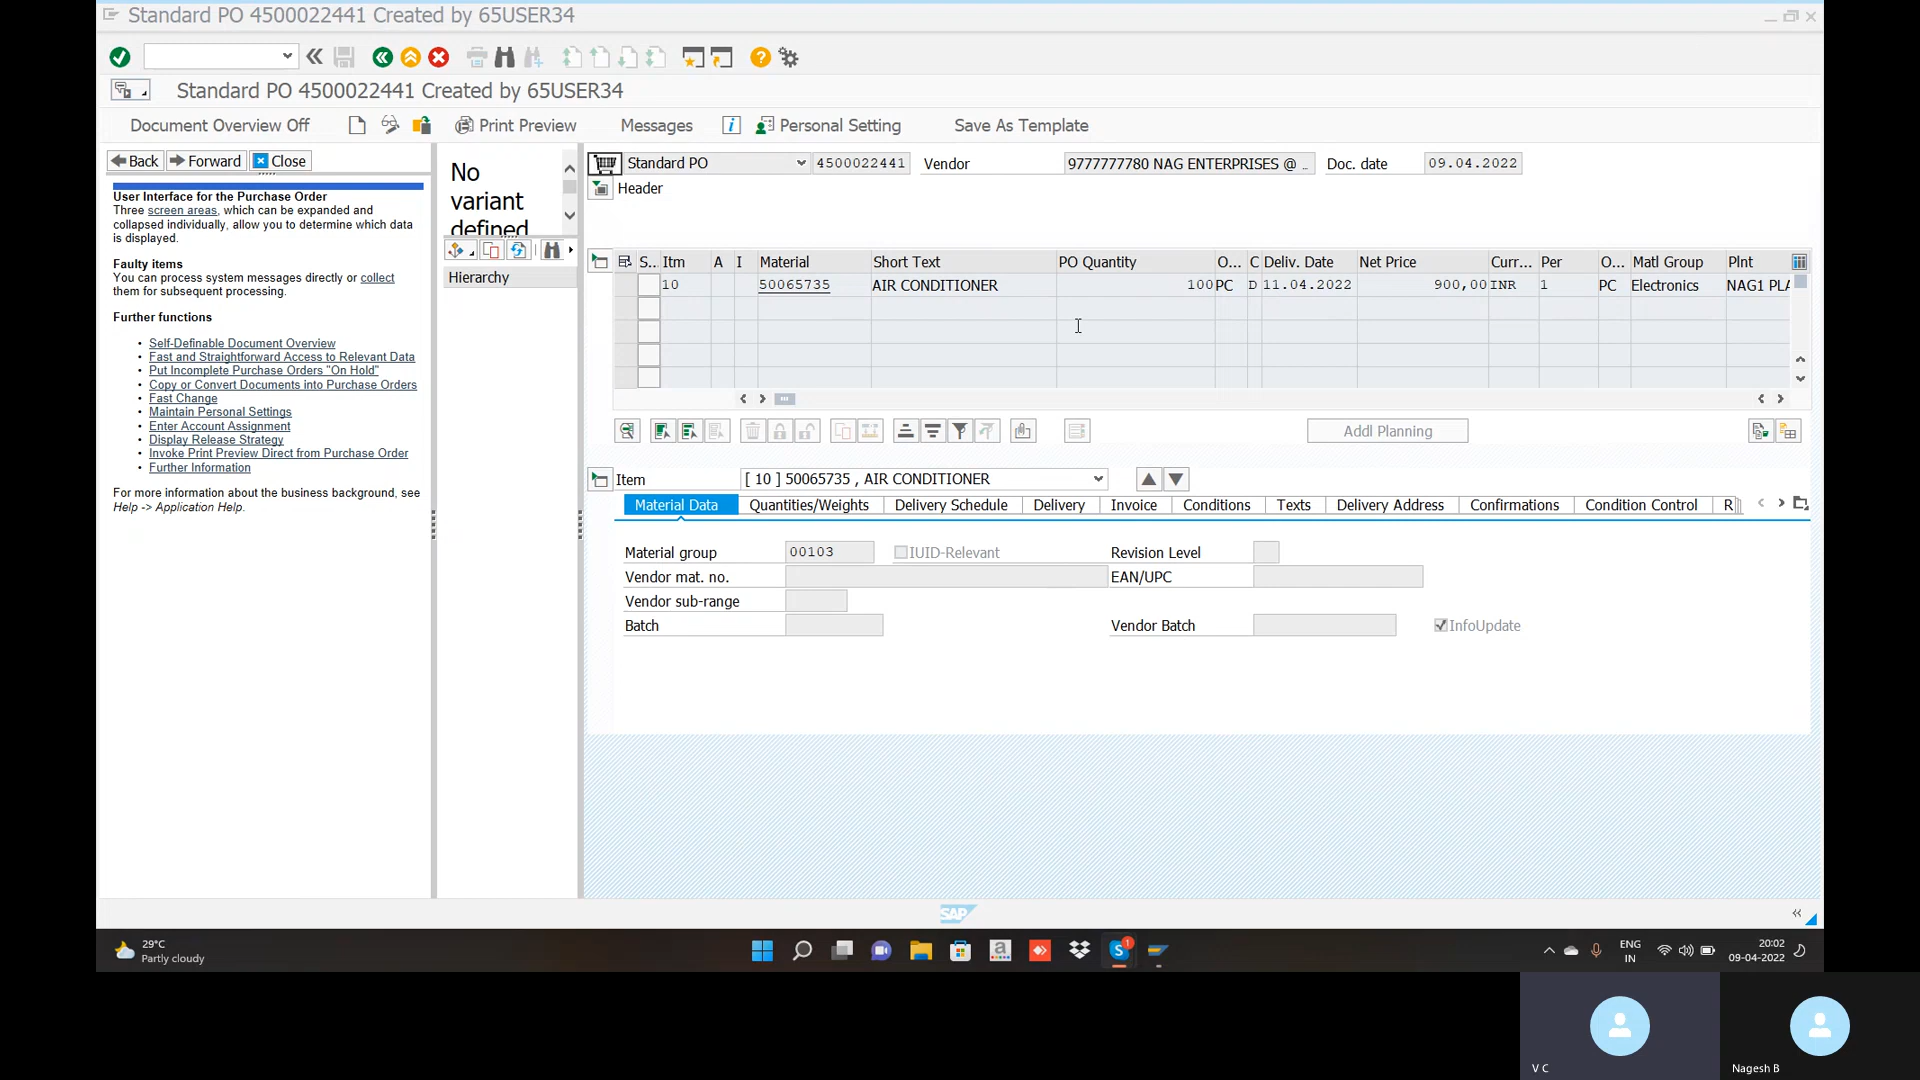 Standard PO 4500022441 Created by 65USER34
Standard PO 4500022441 Created by 65USER34
Document Overview Off
Print Preview
Messages
Personal Setting
Save As Template
Back
Forward
Close
User Interface for the Purchase Order
Three screen areas, which can be expanded and
collapsed individually, allow you to determine which data
is displayed.
Faulty items
You can process system messages directly or collect
them for subsequent processing.
Further functions
• Self-Definable Document Overview
• Fast and Straightforward Access to Relevant Data
• Put Incomplete Purchase Orders "On Hold"
• Copy or Convert Documents into Purchase Orders
• Fast Change
• Maintain Personal Settings
• Enter Account Assignment
• Display Release Strategy
• Invoke Print Preview Direct from Purchase Order
• Further Information
For more information about the business background, see
Help -> Application Help.
No
variant
defined
Hierarchy
Standard PO 4500022441 Vendor 9777777780 NAG ENTERPRISES @ .. Doc. date 09.04.2022
Header
S... Itm A I Material Short Text PO Quantity O... C Deliv. Date Net Price Curr... Per O... Matl Group Plnt
10 50065735 AIR CONDITIONER 100 PC D 11.04.2022 900,00 INR 1 PC Electronics NAG1 PLA
Addl Planning
Item [ 10 ] 50065735 , AIR CONDITIONER
Material Data Quantities/Weights Delivery Schedule Delivery Invoice Conditions Texts Delivery Address Confirmations Condition Control R
Material group 00103 IUID-Relevant Revision Level
Vendor mat. no. EAN/UPC
Vendor sub-range
Batch Vendor Batch InfoUpdate
SAP
29°C
Partly cloudy
a
S 1
ENG
IN
20:02
09-04-2022
V C
Nagesh B